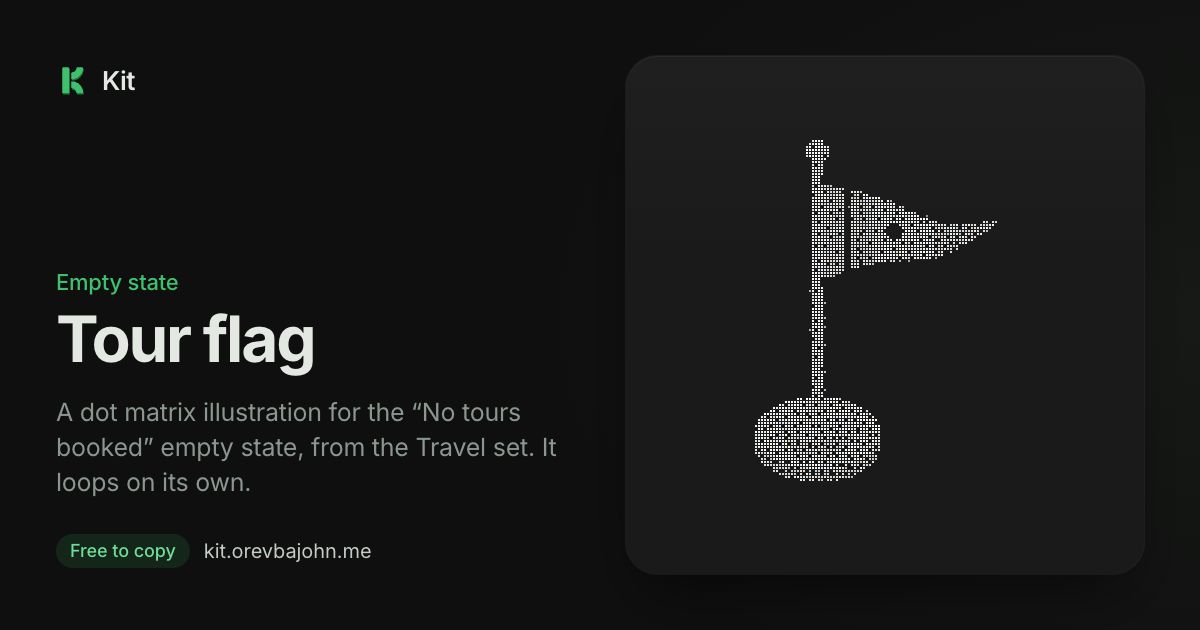 Kit
Empty state
Tour flag
A dot matrix illustration for the “No tours
booked” empty state, from the Travel set. It
loops on its own.
Free to copy
kit.orevbajohn.me